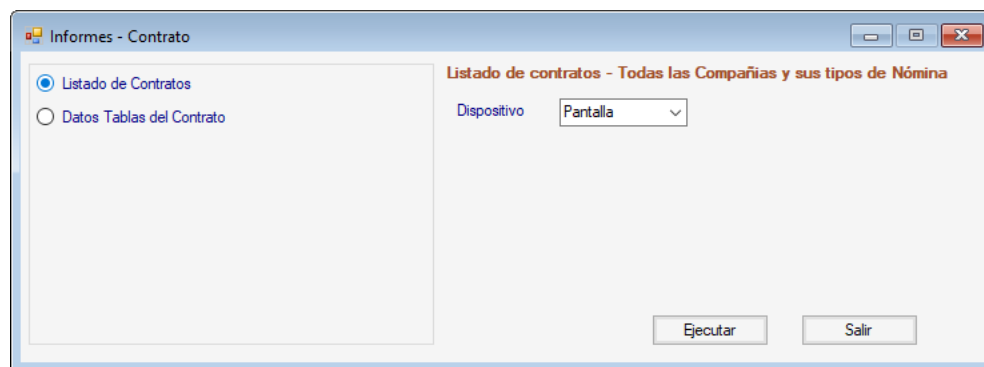 Informes - Contrato
Listado de Contratos
Datos Tablas del Contrato
Listado de contratos - Todas las Compañias y sus tipos de Nómina
Dispositivo Pantalla
Ejecutar Salir